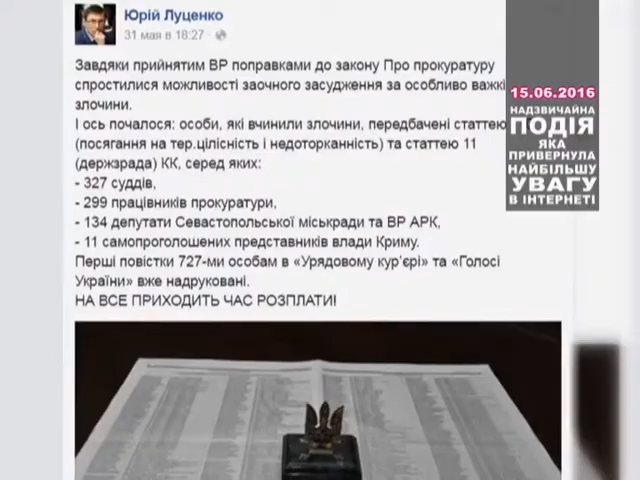 Юрій Луценко
31 мая в 18:27
Завдяки прийнятим ВР поправками до закону Про прокуратуру
спростилися можливості заочного засудження за особливо важкі
злочини.
І ось почалося: особи, які вчинили злочини, передбачені статтею
(посягання на тер.цілісність і недоторканність) та статтею 11
(держзрада) КК, серед яких:
- 327 суддів,
- 299 працівників прокуратури,
- 134 депутати Севастопольської міськради та ВР АРК,
- 11 самопроголошених представників влади Криму.
Перші повістки 727-ми особам в «Урядовому кур’єрі» та «Голосі
України» вже надруковані.
НА ВСЕ ПРИХОДИТЬ ЧАС РОЗПЛАТИ!
15.06.2016
НАДЗВИЧАЙНА
ПОДІЯ
ЯКА
ПРИВЕРНУЛА
НАЙБІЛЬШУ
УВАГУ
В ІНТЕРНЕТІ